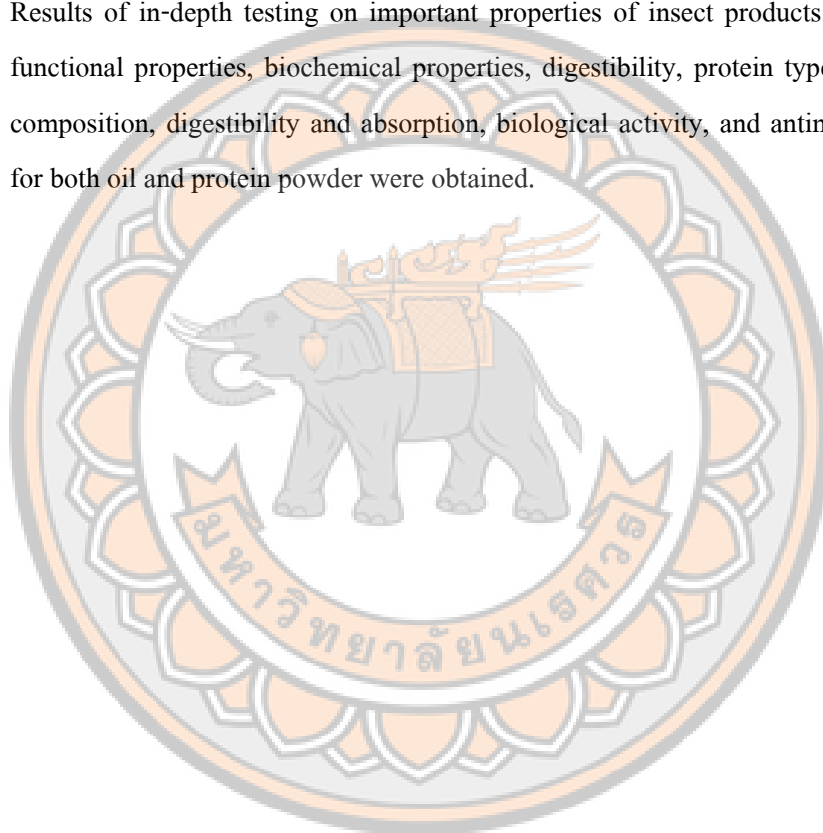 Results of in-depth testing on important properties of insect products
functional properties, biochemical properties, digestibility, protein type
composition, digestibility and absorption, biological activity, and antin
for both oil and protein powder were obtained.
มหาวิทยาลัยนเรศวร